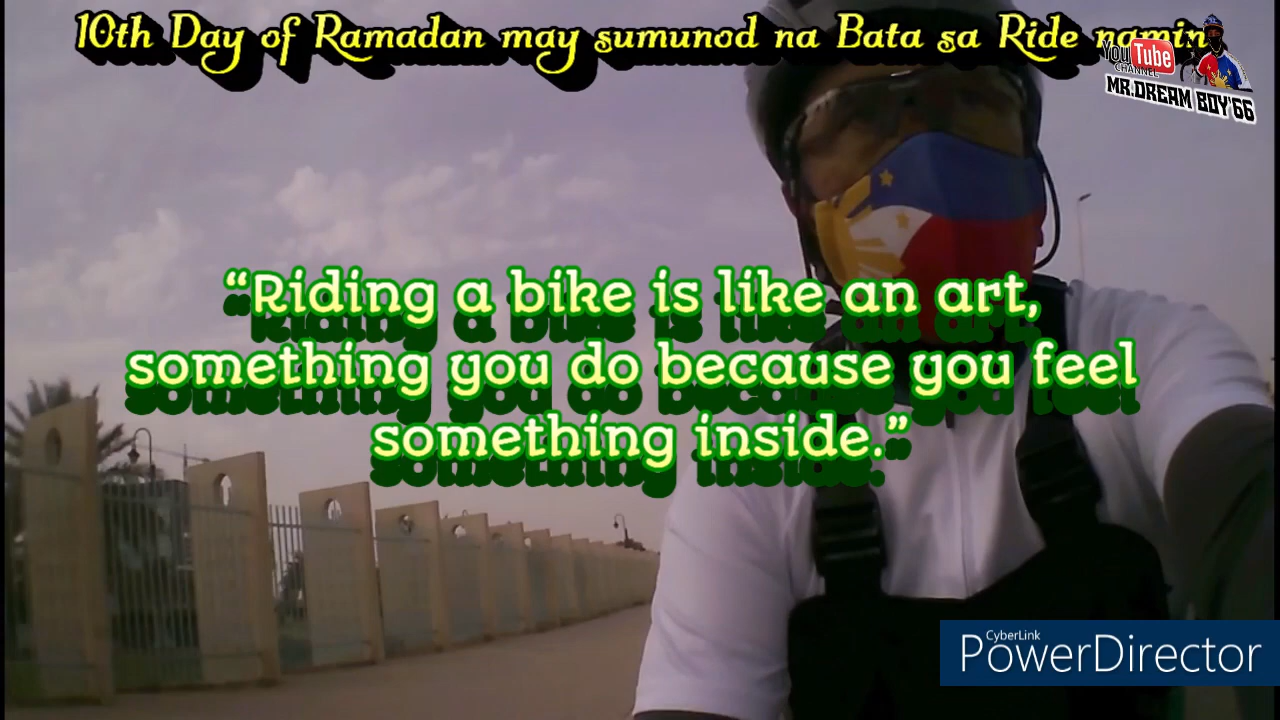 10th Day of Ramadan may sumunod na Bata sa Ride namin
YouTube
CHANNEL
MR.DREAM BOY'66
“Riding a bike is like an art,
something you do because you feel
something inside.”
CyberLink
PowerDirector